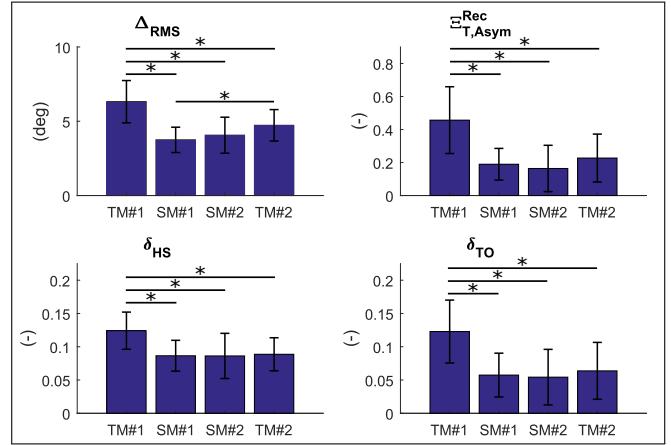 Δ_RMS
* * * *
10
5
0
(deg)
TM#1 SM#1 SM#2 TM#2
Ξ^Rec_T,Asym
* * *
0.8
0.6
0.4
0.2
0
(-)
TM#1 SM#1 SM#2 TM#2
δ_HS
* * *
0.2
0.15
0.1
0.05
0
(-)
TM#1 SM#1 SM#2 TM#2
δ_TO
* * *
0.2
0.15
0.1
0.05
0
(-)
TM#1 SM#1 SM#2 TM#2